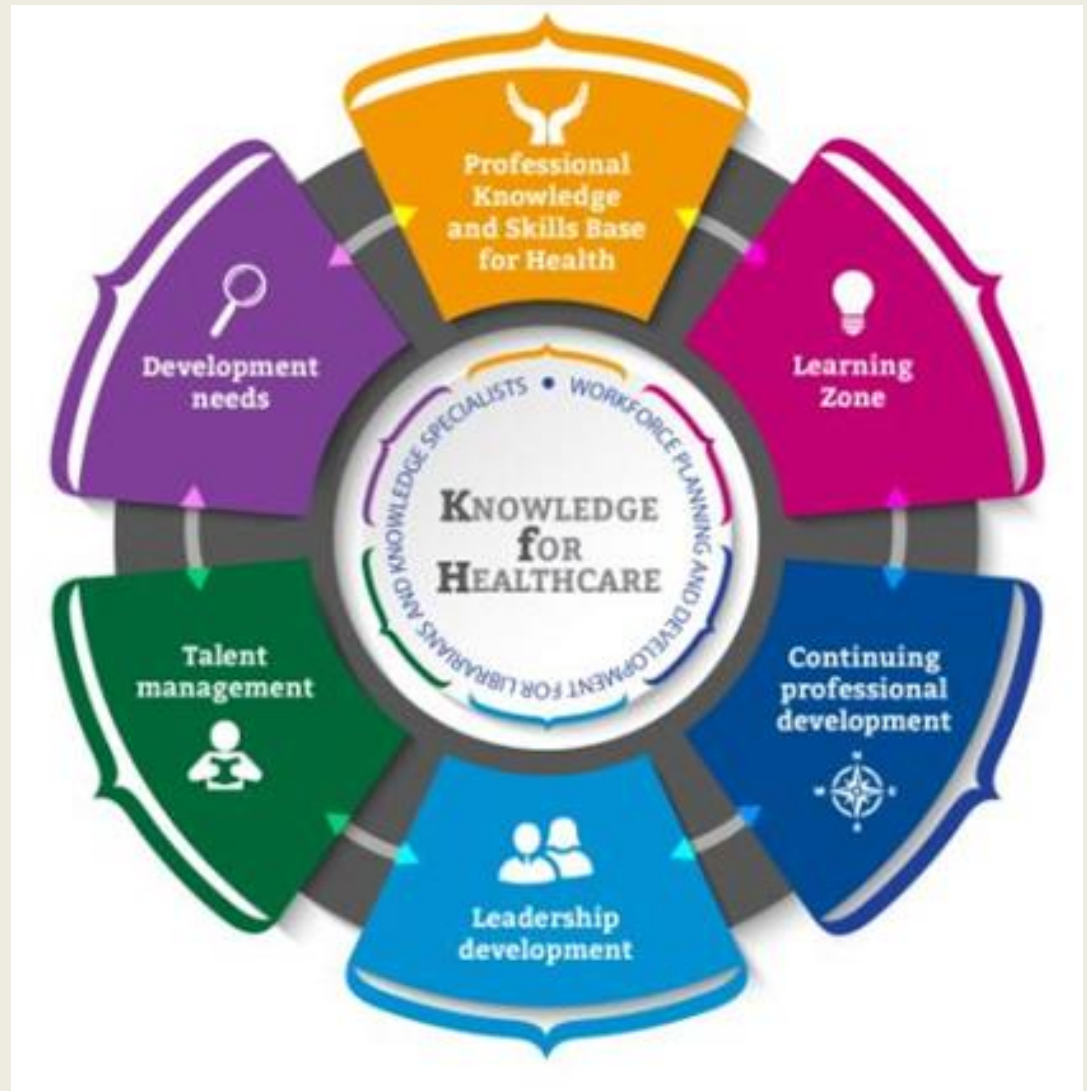 Professional
Knowledge
and Skills Base
for Health
Learning
Zone
Continuing
professional
development
Leadership
development
Talent
management
Development
needs
WORKFORCE PLANNING AND DEVELOPMENT FOR LIBRARIANS AND KNOWLEDGE SPECIALISTS •
KNOWLEDGE
fOR
HEALTHCARE